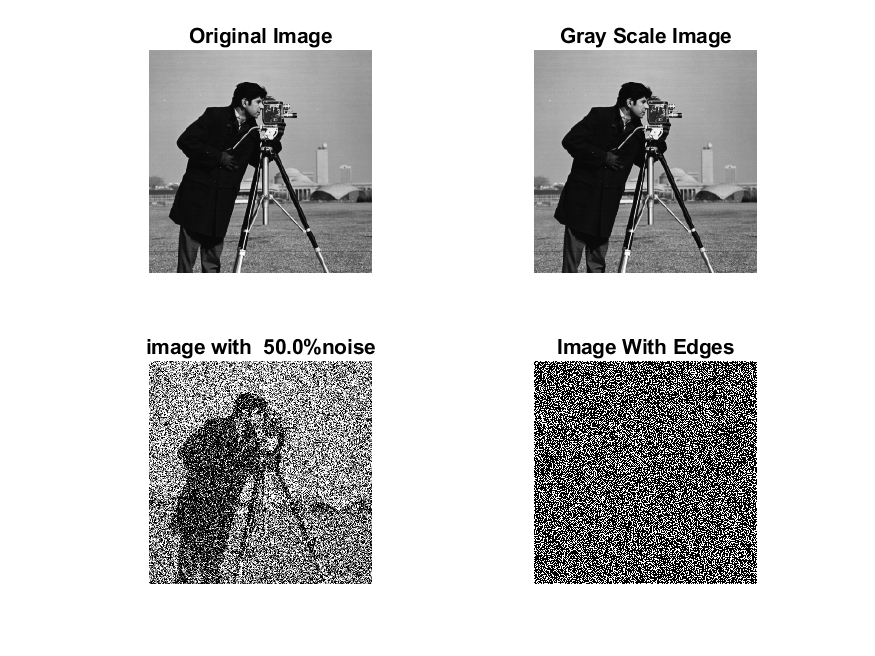 Original Image
Gray Scale Image
image with  50.0%noise
Image With Edges